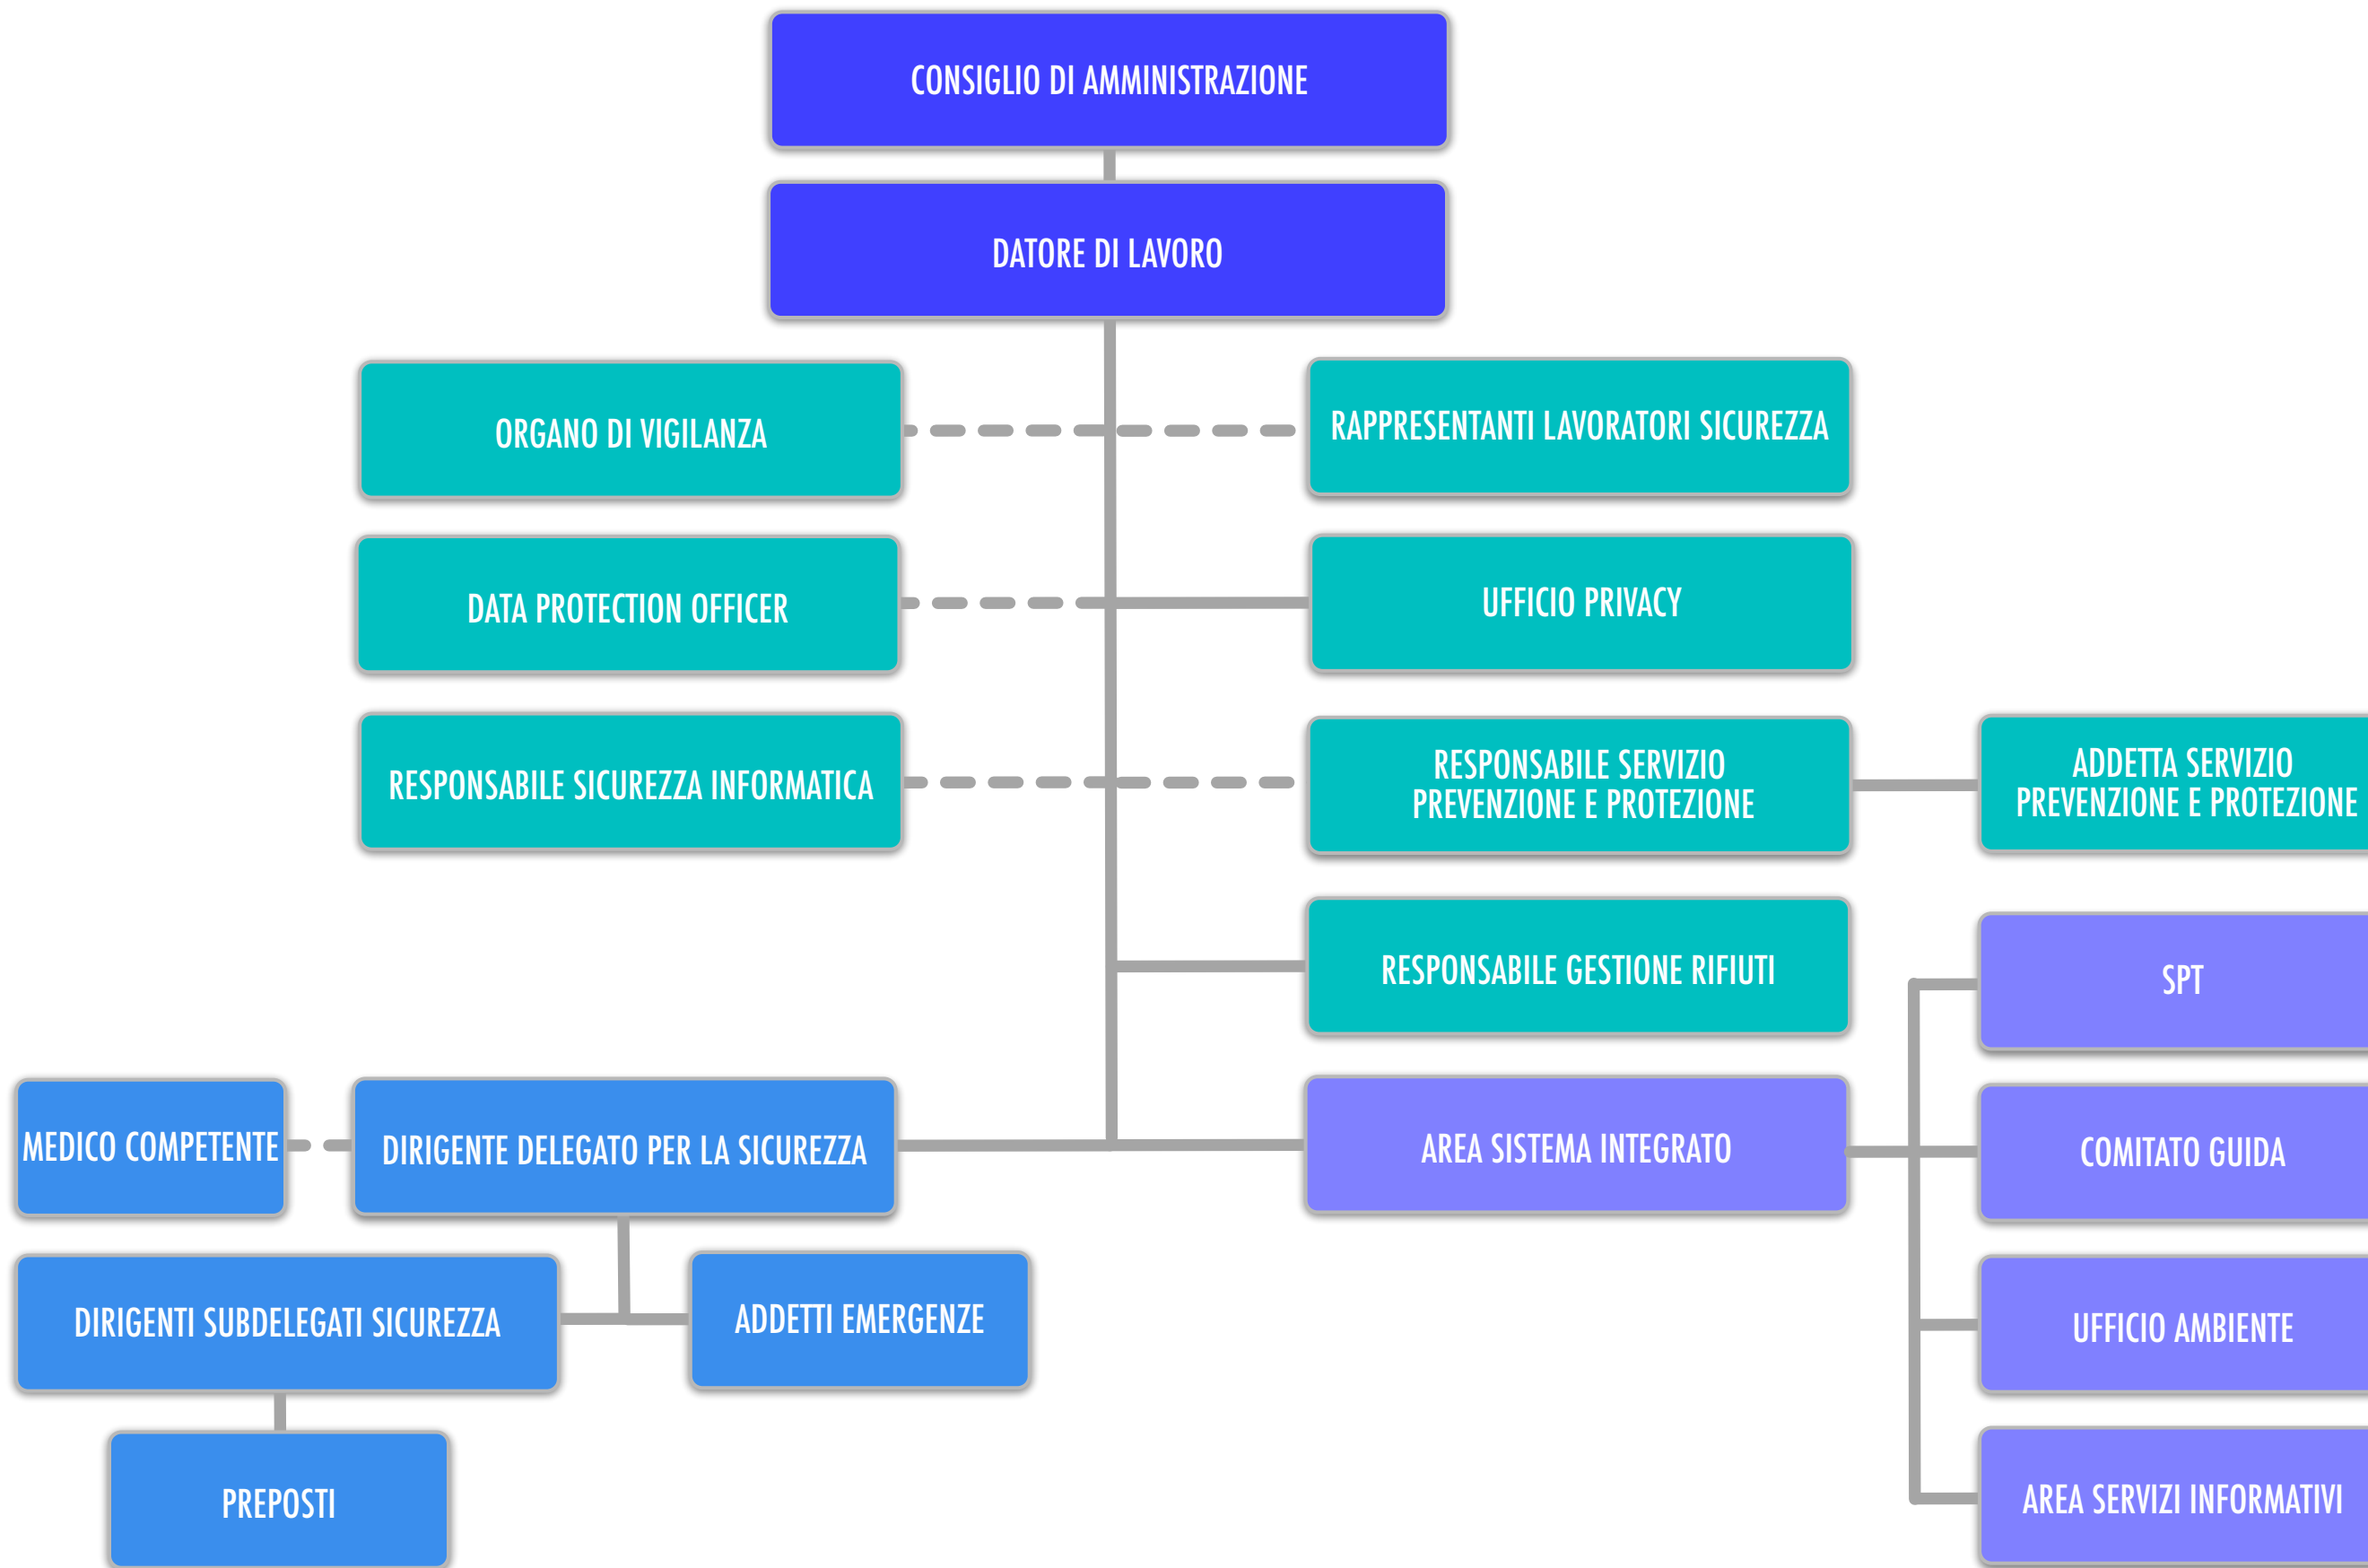 CONSIGLIO DI AMMINISTRAZIONE
DATORE DI LAVORO
ORGANO DI VIGILANZA
RAPPRESENTANTI LAVORATORI SICUREZZA
DATA PROTECTION OFFICER
UFFICIO PRIVACY
RESPONSABILE SICUREZZA INFORMATICA
RESPONSABILE SERVIZIO
PREVENZIONE E PROTEZIONE
ADDETTA SERVIZIO
PREVENZIONE E PROTEZIONE
RESPONSABILE GESTIONE RIFIUTI
SPT
MEDICO COMPETENTE
DIRIGENTE DELEGATO PER LA SICUREZZA
AREA SISTEMA INTEGRATO
COMITATO GUIDA
DIRIGENTI SUBDELEGATI SICUREZZA
ADDETTI EMERGENZE
UFFICIO AMBIENTE
PREPOSTI
AREA SERVIZI INFORMATIVI